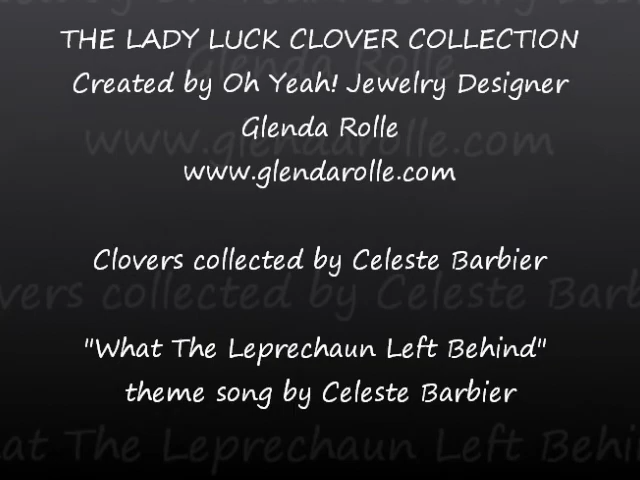 THE LADY LUCK CLOVER COLLECTION
Created by Oh Yeah! Jewelry Designer
Glenda Rolle
www.glendarolle.com
Clovers collected by Celeste Barbier
"What The Leprechaun Left Behind"
theme song by Celeste Barbier